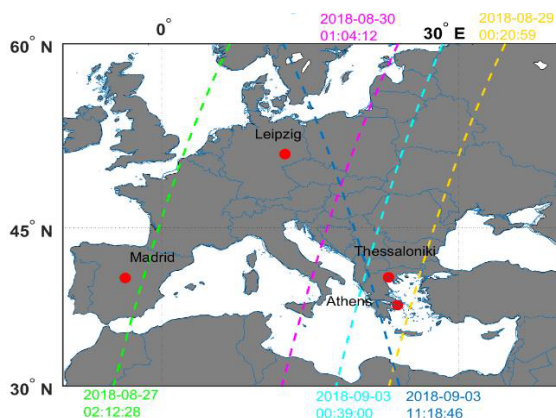 2018-08-30
01:04:12
2018-08-29
00:20:59
0°
30° E
60° N
Leipzig
45° N
Madrid
Thessaloniki
Athens
30° N
2018-08-27
02:12:28
2018-09-03
00:39:00
2018-09-03
11:18:46